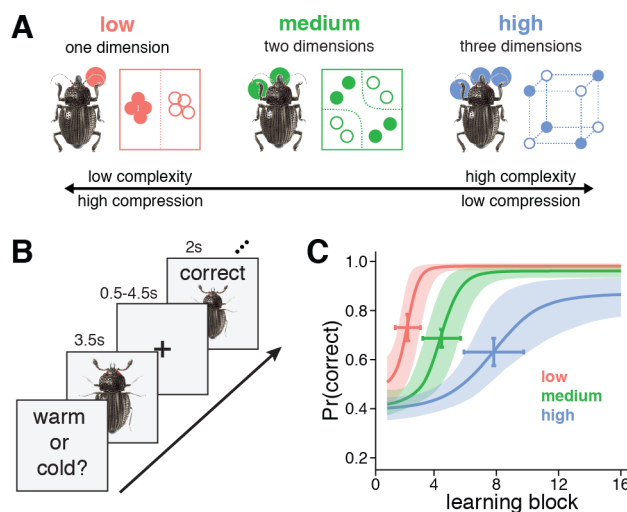 A
low
one dimension
medium
two dimensions
high
three dimensions
low complexity
high compression
high complexity
low compression
B
warm
or
cold?
3.5s
0.5-4.5s
+
2s
correct
C
Pr(correct)
1.0
0.8
0.6
0.4
0.2
low
medium
high
0 4 8 12 16
learning block